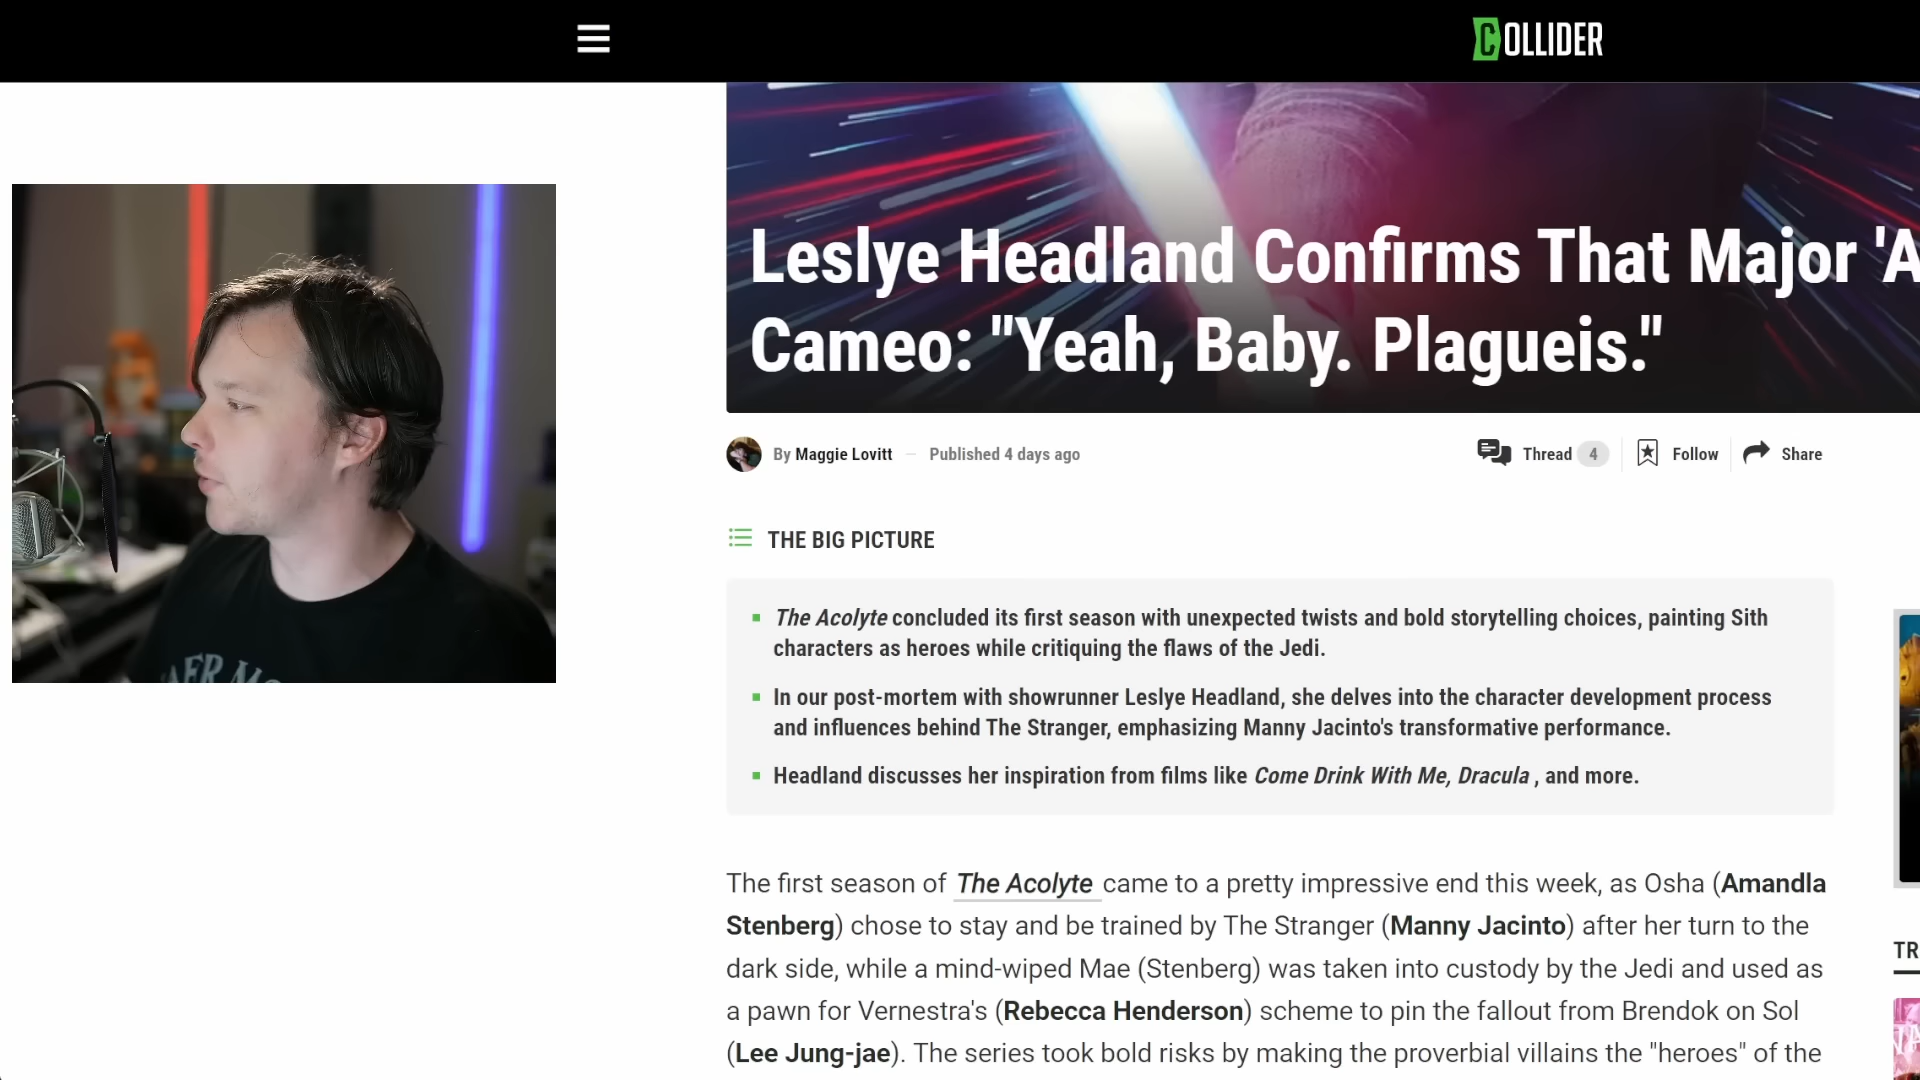 COLLIDER
Leslye Headland Confirms That Major 'A
Cameo: "Yeah, Baby. Plagueis."
By Maggie Lovitt — Published 4 days ago
Thread 4 Follow Share
THE BIG PICTURE
The Acolyte concluded its first season with unexpected twists and bold storytelling choices, painting Sith
characters as heroes while critiquing the flaws of the Jedi.
In our post-mortem with showrunner Leslye Headland, she delves into the character development process
and influences behind The Stranger, emphasizing Manny Jacinto's transformative performance.
Headland discusses her inspiration from films like Come Drink With Me, Dracula , and more.
The first season of The Acolyte came to a pretty impressive end this week, as Osha (Amandla
Stenberg) chose to stay and be trained by The Stranger (Manny Jacinto) after her turn to the
dark side, while a mind-wiped Mae (Stenberg) was taken into custody by the Jedi and used as
a pawn for Vernestra's (Rebecca Henderson) scheme to pin the fallout from Brendok on Sol
(Lee Jung-jae). The series took bold risks by making the proverbial villains the "heroes" of the
TR